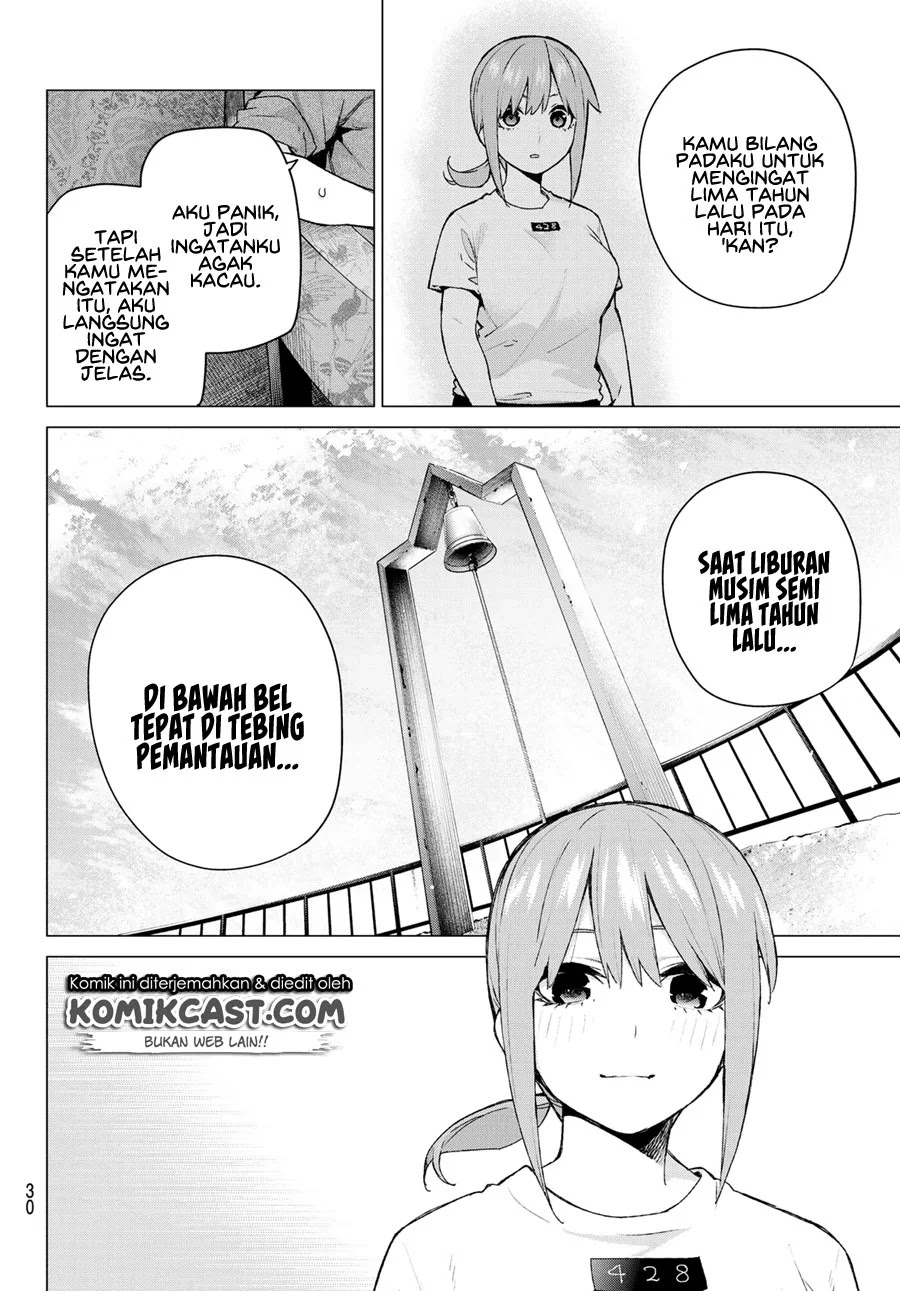 KAMU BILANG
PADAKU UNTUK
MENGINGAT
LIMA TAHUN
LALU PADA
HARI ITU,
'KAN?
428
AKU PANIK,
JADI
INGATANKU
AGAK
KACAU.
TAPI
SETELAH
KAMU ME-
NGATAKAN
ITU, AKU
LANGSUNG
INGAT
DENGAN
JELAS.
SAAT LIBURAN
MUSIM SEMI
LIMA TAHUN
LALU...
DI BAWAH BEL
TEPAT DI TEBING
PEMANTAUAN...
Komik ini diterjemahkan & diedit oleh
KOMIKCAST.COM
BUKAN WEB LAIN!!
428
30